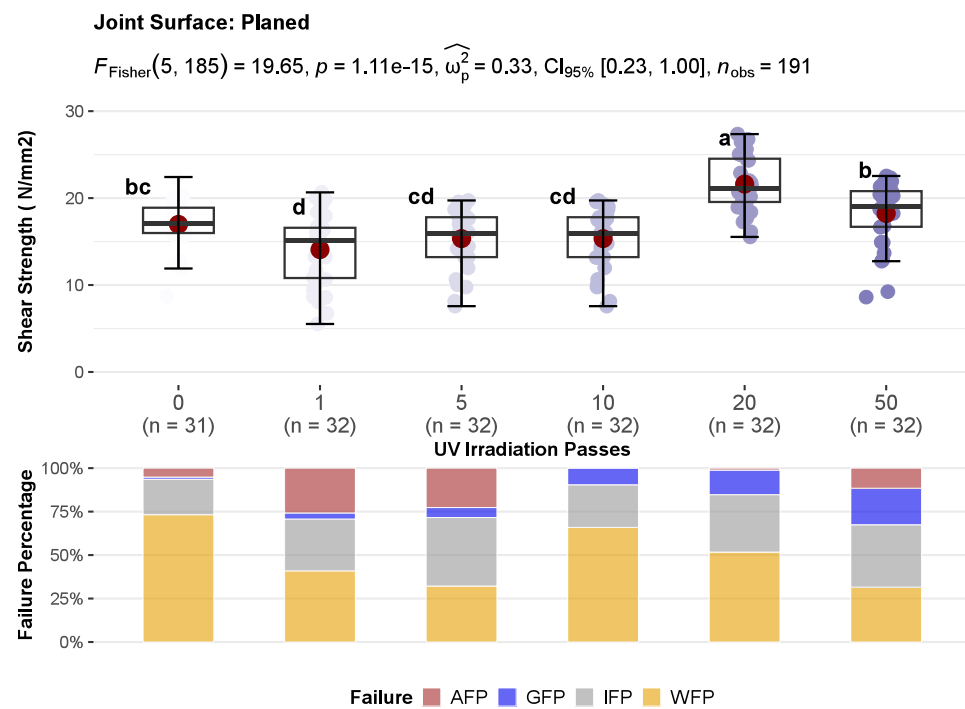 Joint Surface: Planed
F_Fisher(5, 185) = 19.65, p = 1.11e-15, ω̂²_p = 0.33, CI_95% [0.23, 1.00], n_obs = 191
Shear Strength ( N/mm2)
30
20
10
0
bc
d
cd
cd
a
b
0 1 5 10 20 50
(n = 31) (n = 32) (n = 32) (n = 32) (n = 32) (n = 32)
UV Irradiation Passes
Failure Percentage
100%
75%
50%
25%
0%
Failure AFP GFP IFP WFP